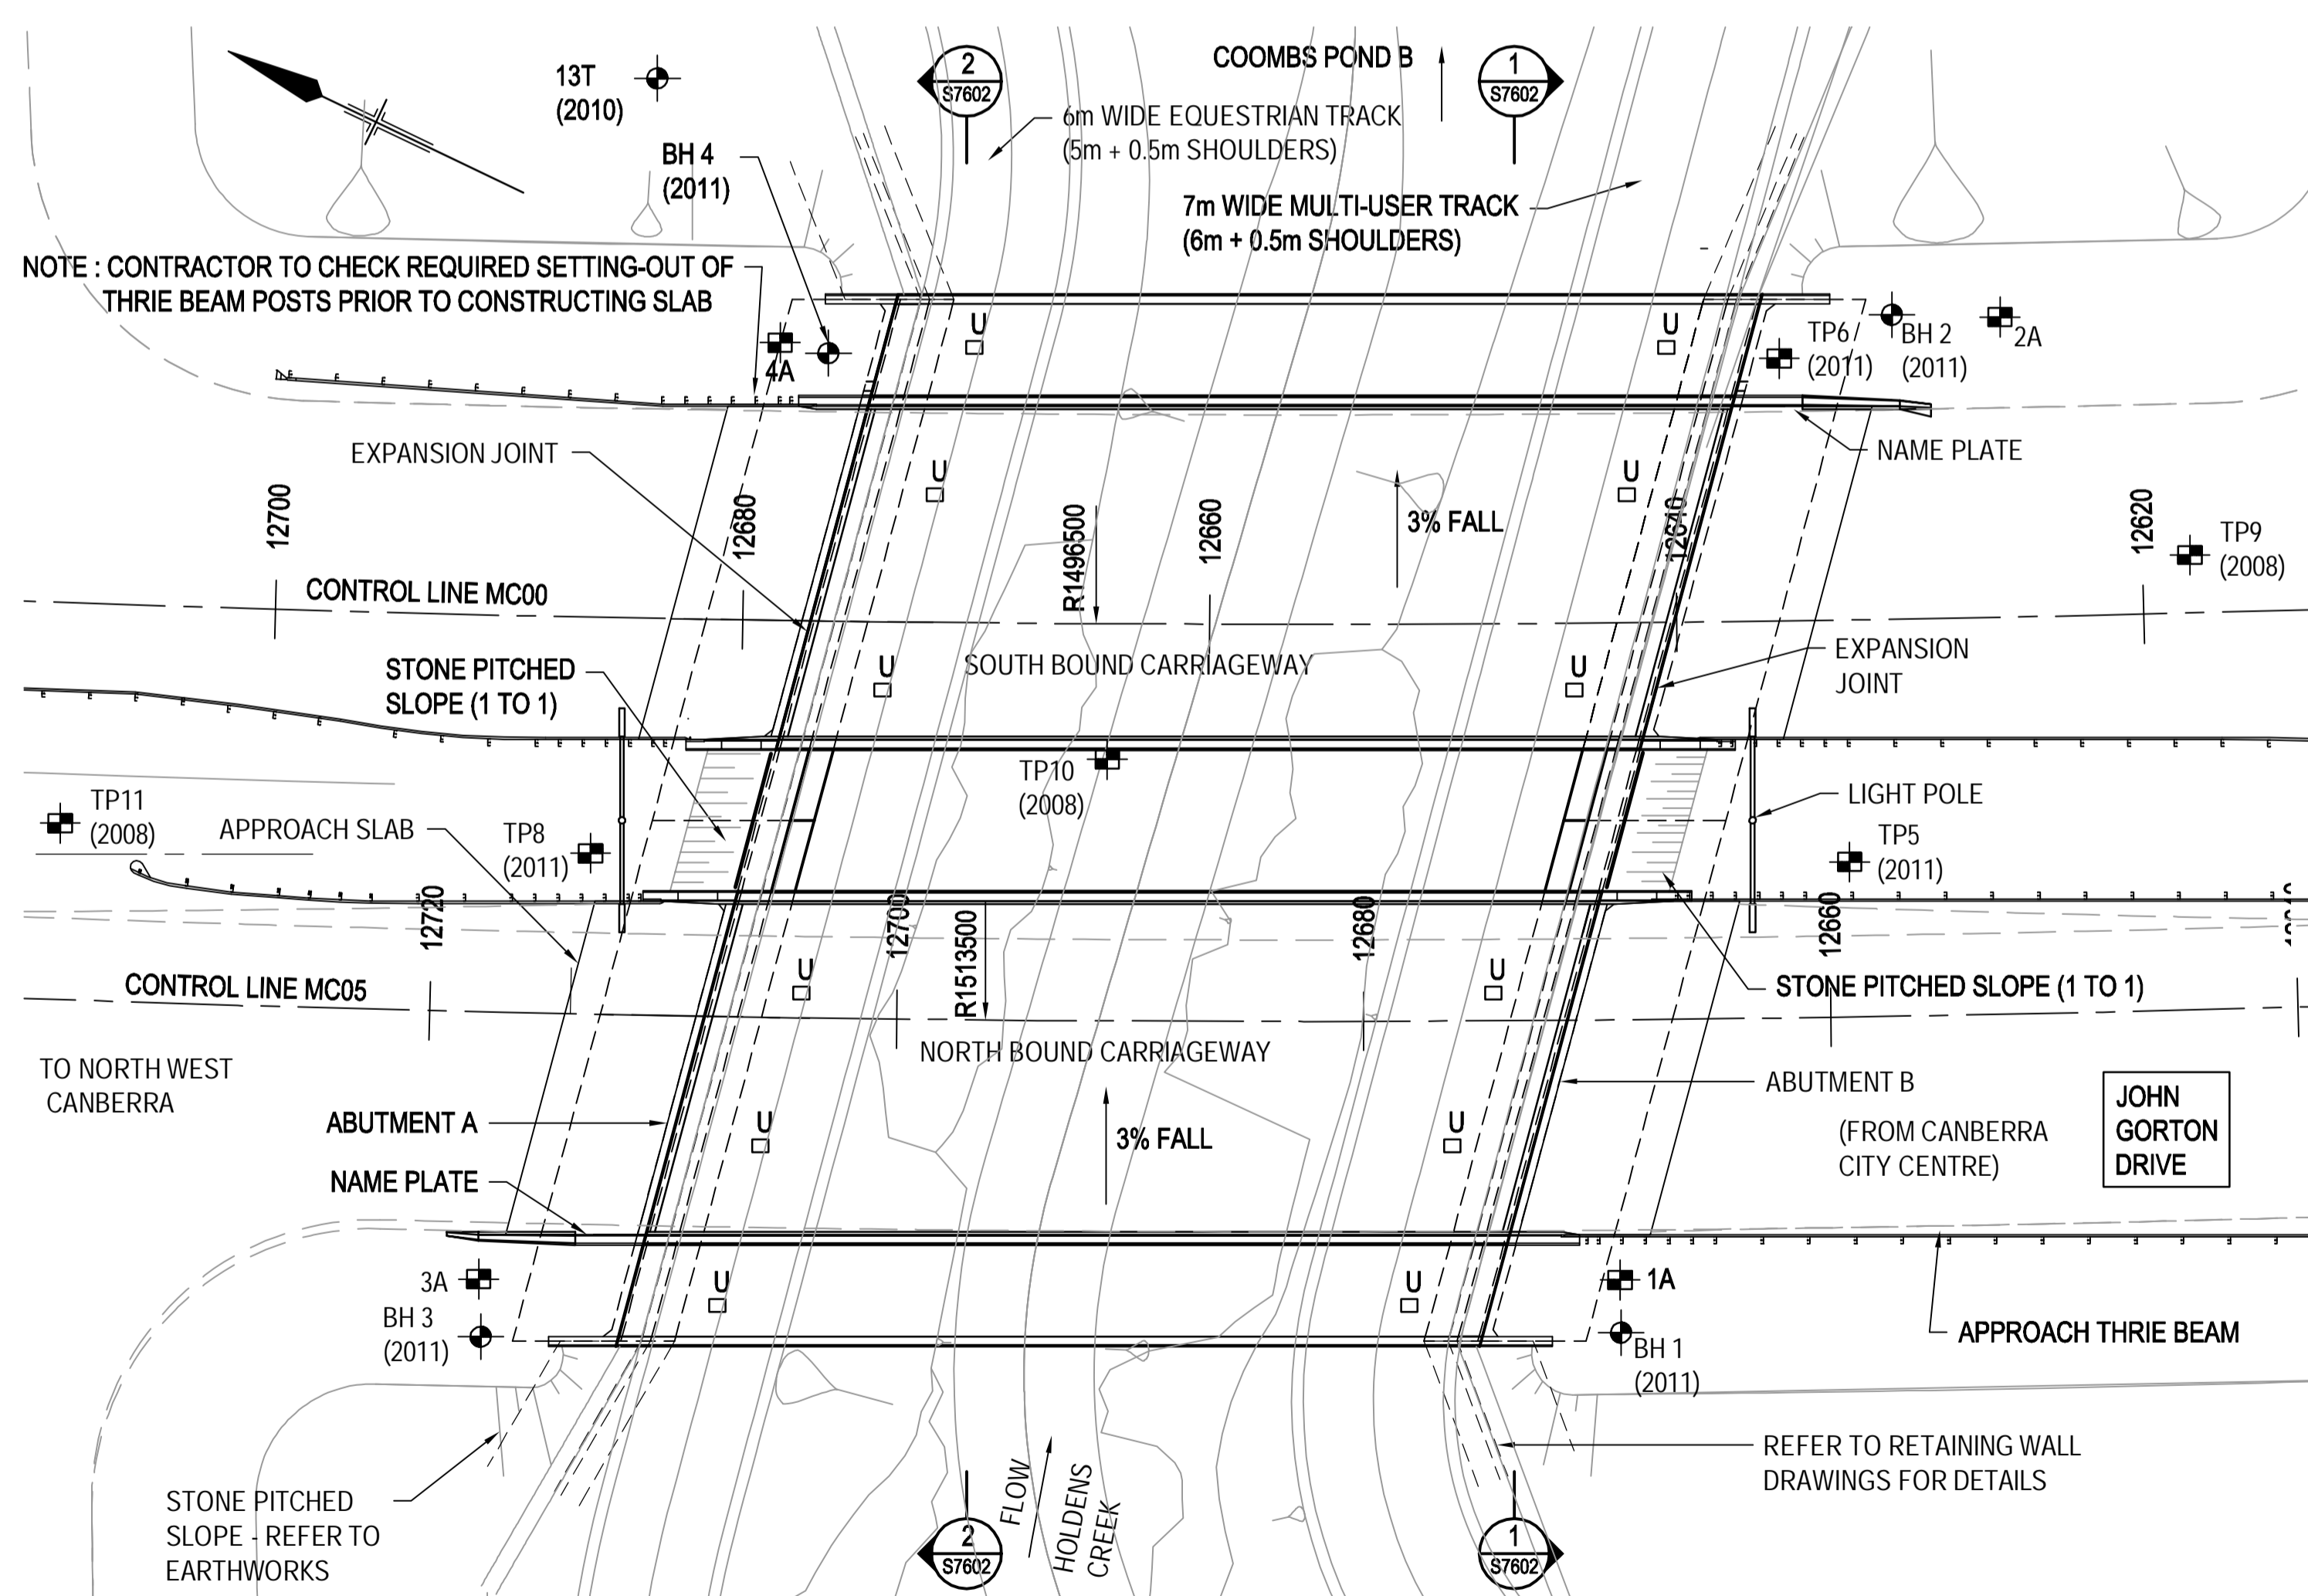 13T
(2010)
2
S7602
COOMBS POND B
1
S7602
6m WIDE EQUESTRIAN TRACK
(5m + 0.5m SHOULDERS)
BH 4
(2011)
7m WIDE MULTI-USER TRACK
(6m + 0.5m SHOULDERS)
NOTE : CONTRACTOR TO CHECK REQUIRED SETTING-OUT OF
THRIE BEAM POSTS PRIOR TO CONSTRUCTING SLAB
U
U
4A
TP6
(2011)
BH 2
(2011)
2A
EXPANSION JOINT
NAME PLATE
U
U
12700
12680
R1496500
12660
3% FALL
12640
12620
TP9
(2008)
CONTROL LINE MC00
STONE PITCHED
SLOPE (1 TO 1)
U
SOUTH BOUND CARRIAGEWAY
U
EXPANSION
JOINT
TP11
(2008)
APPROACH SLAB
TP8
(2011)
TP10
(2008)
LIGHT POLE
TP5
(2011)
12720
12700
R1513500
12680
12660
U
U
CONTROL LINE MC05
STONE PITCHED SLOPE (1 TO 1)
TO NORTH WEST
CANBERRA
NORTH BOUND CARRIAGEWAY
ABUTMENT B
ABUTMENT A
U
3% FALL
U
(FROM CANBERRA
CITY CENTRE)
JOHN
GORTON
DRIVE
NAME PLATE
3A
U
U
1A
BH 3
(2011)
BH 1
(2011)
APPROACH THRIE BEAM
STONE PITCHED
SLOPE - REFER TO
EARTHWORKS
FLOW
HOLDENS
CREEK
REFER TO RETAINING WALL
DRAWINGS FOR DETAILS
2
S7602
1
S7602